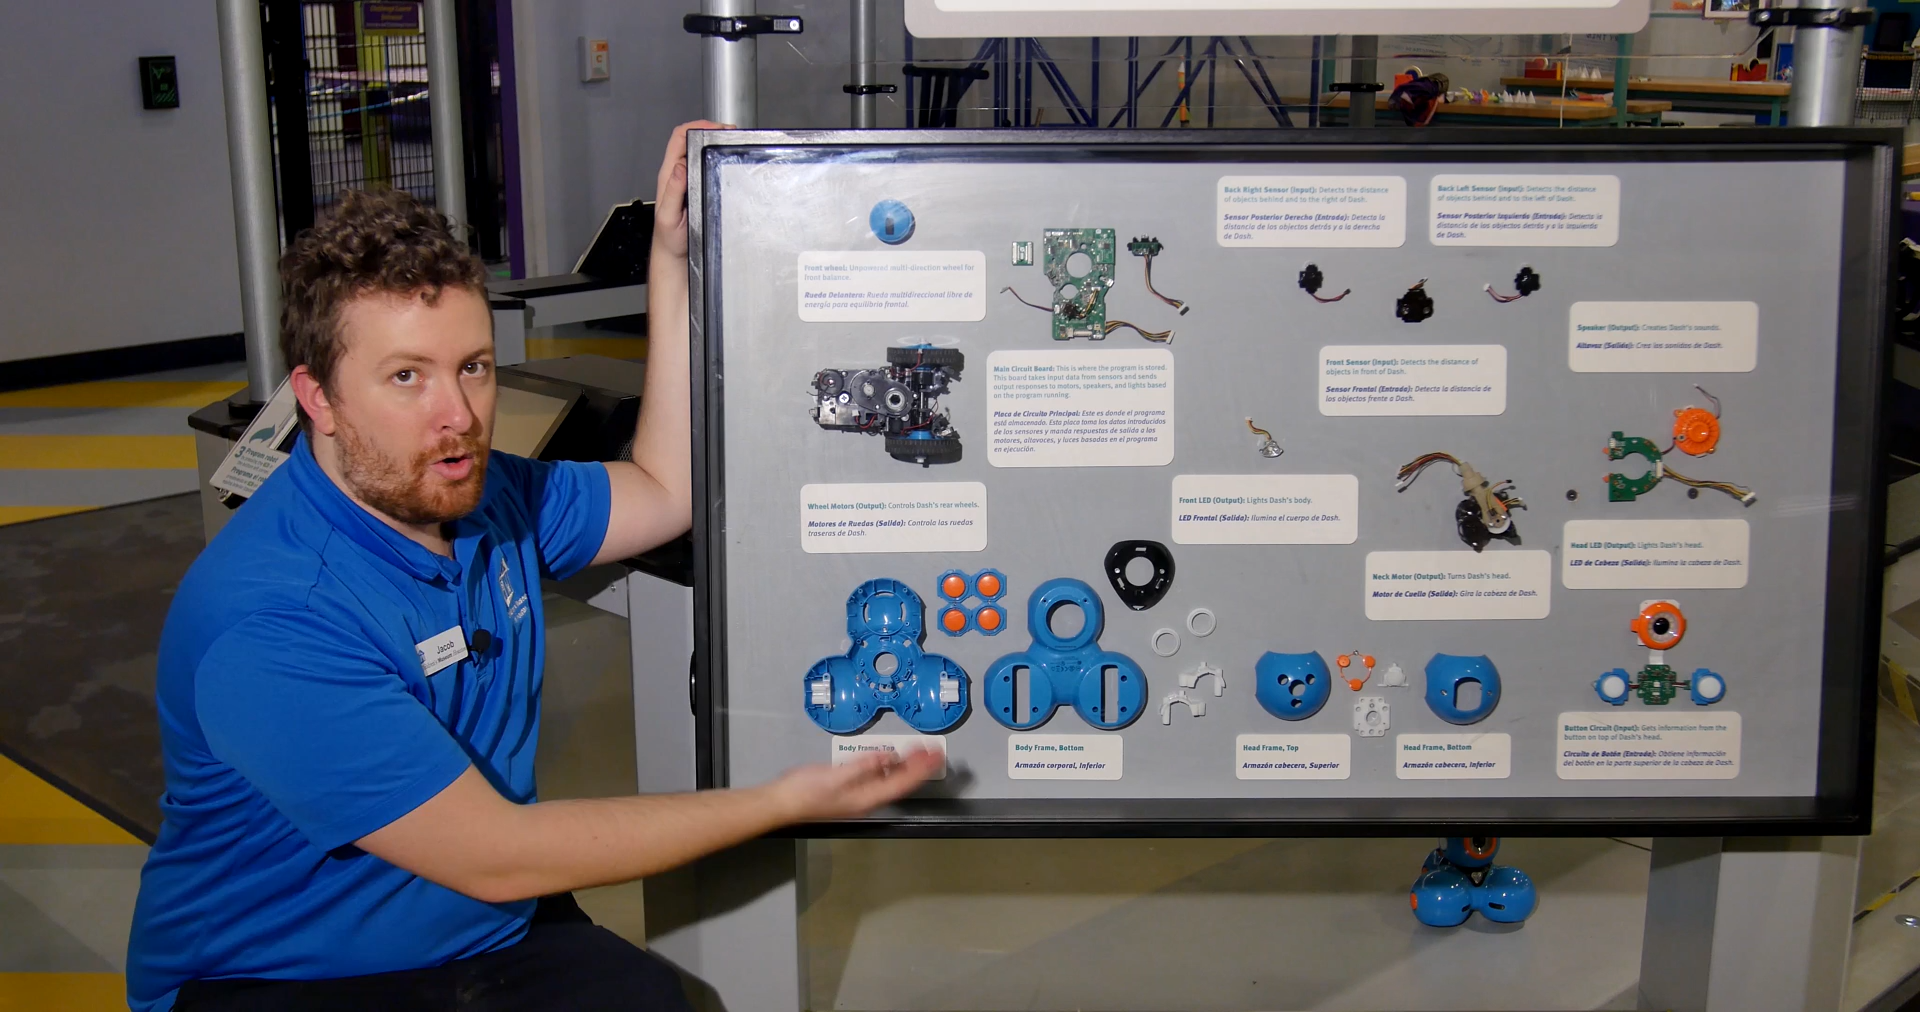 Front wheel: Unpowered multi-direction wheel for
front balance.
Rueda Delantera: Rueda multidireccional libre de
energía para equilibrio frontal.
Back Right Sensor (Input): Detects the distance
of objects behind and to the right of Dash.
Sensor Posterior Derecho (Entrada): Detecta la
distancia de los objectos detrás y a la derecha
de Dash.
Back Left Sensor (Input): Detects the distance
of objects behind and to the left of Dash.
Sensor Posterior Izquierdo (Entrada): Detecta la
distancia de los objectos detrás y a la izquierda
de Dash.
Speaker (Output): Creates Dash's sounds.
Altavoz (Salida): Crea los sonidos de Dash.
Main Circuit Board: This is where the program is stored.
This board takes input data from sensors and sends
output responses to motors, speakers, and lights based
on the program running.
Placa de Circuito Principal: Este es donde el programa
está almacenado. Esta placa toma los datos introducidos
de los sensores y manda respuestas de salida a los
motores, altavoces, y luces basadas en el programa
en ejecución.
Front Sensor (Input): Detects the distance of
objects in front of Dash.
Sensor Frontal (Entrada): Detecta la distancia de
los objectos frente a Dash.
Wheel Motors (Output): Controls Dash's rear wheels.
Motores de Ruedas (Salida): Controla las ruedas
traseras de Dash.
Front LED (Output): Lights Dash's body.
LED Frontal (Salida): Ilumina el cuerpo de Dash.
Neck Motor (Output): Turns Dash's head.
Motor de Cuello (Salida): Gira la cabeza de Dash.
Head LED (Output): Lights Dash's head.
LED de Cabeza (Salida): Ilumina la cabeza de Dash.
Body Frame, Top
Body Frame, Bottom
Armazón corporal, Inferior
Head Frame, Top
Armazón cabecera, Superior
Head Frame, Bottom
Armazón cabecera, Inferior
Button Circuit (Input): Gets information from the
button on top of Dash's head.
Circuito de Botón (Entrada): Obtiene información
del botón en la parte superior de la cabeza de Dash.
Jacob
3 Program robot